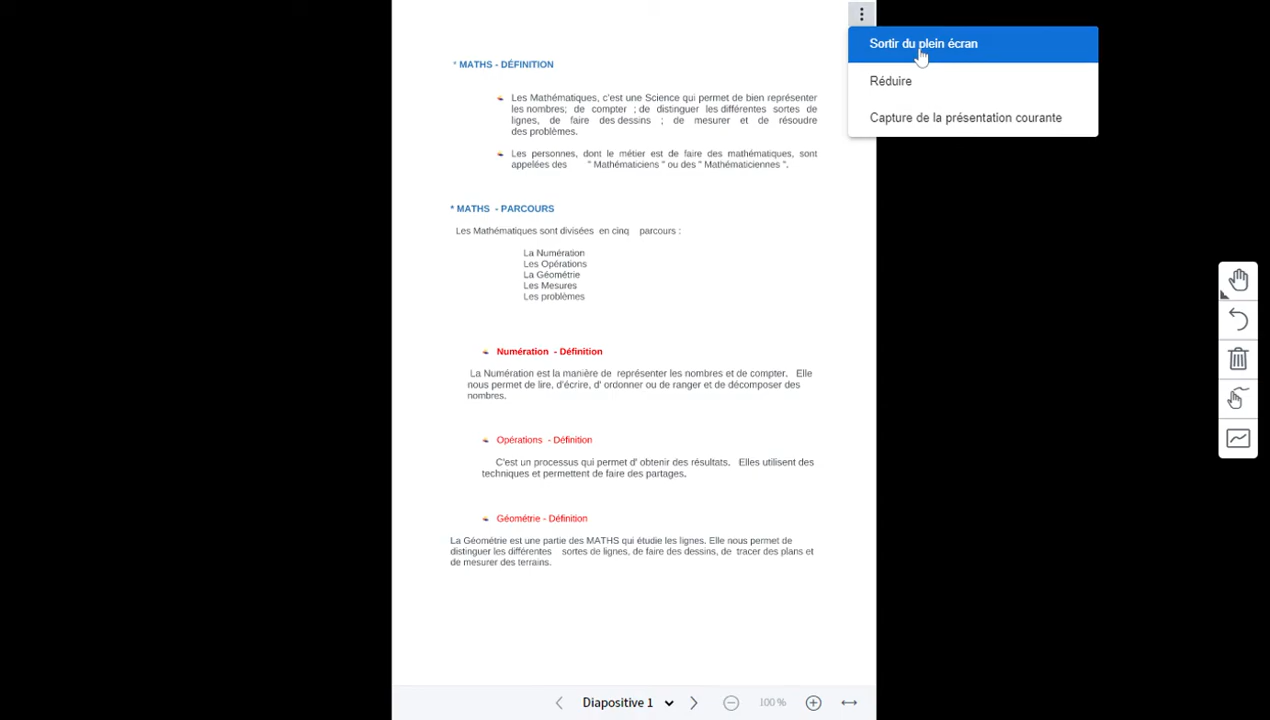 Sortir du plein écran
Réduire
Capture de la présentation courante
* MATHS - DÉFINITION
Les Mathématiques, c'est une Science qui permet de bien représenter
les nombres; de compter ; de distinguer les différentes sortes de
lignes, de faire des dessins ; de mesurer et de résoudre
des problèmes.
Les personnes, dont le métier est de faire des mathématiques, sont
appelées des " Mathématiciens " ou des " Mathématiciennes ".
* MATHS - PARCOURS
Les Mathématiques sont divisées en cinq parcours :
La Numération
Les Opérations
La Géométrie
Les Mesures
Les problèmes
Numération - Définition
La Numération est la manière de représenter les nombres et de compter. Elle
nous permet de lire, d'écrire, d' ordonner ou de ranger et de décomposer des
nombres.
Opérations - Définition
C'est un processus qui permet d' obtenir des résultats. Elles utilisent des
techniques et permettent de faire des partages.
Géométrie - Définition
La Géométrie est une partie des MATHS qui étudie les lignes. Elle nous permet de
distinguer les différentes sortes de lignes, de faire des dessins, de tracer des plans et
de mesurer des terrains.
Diapositive 1
100 %